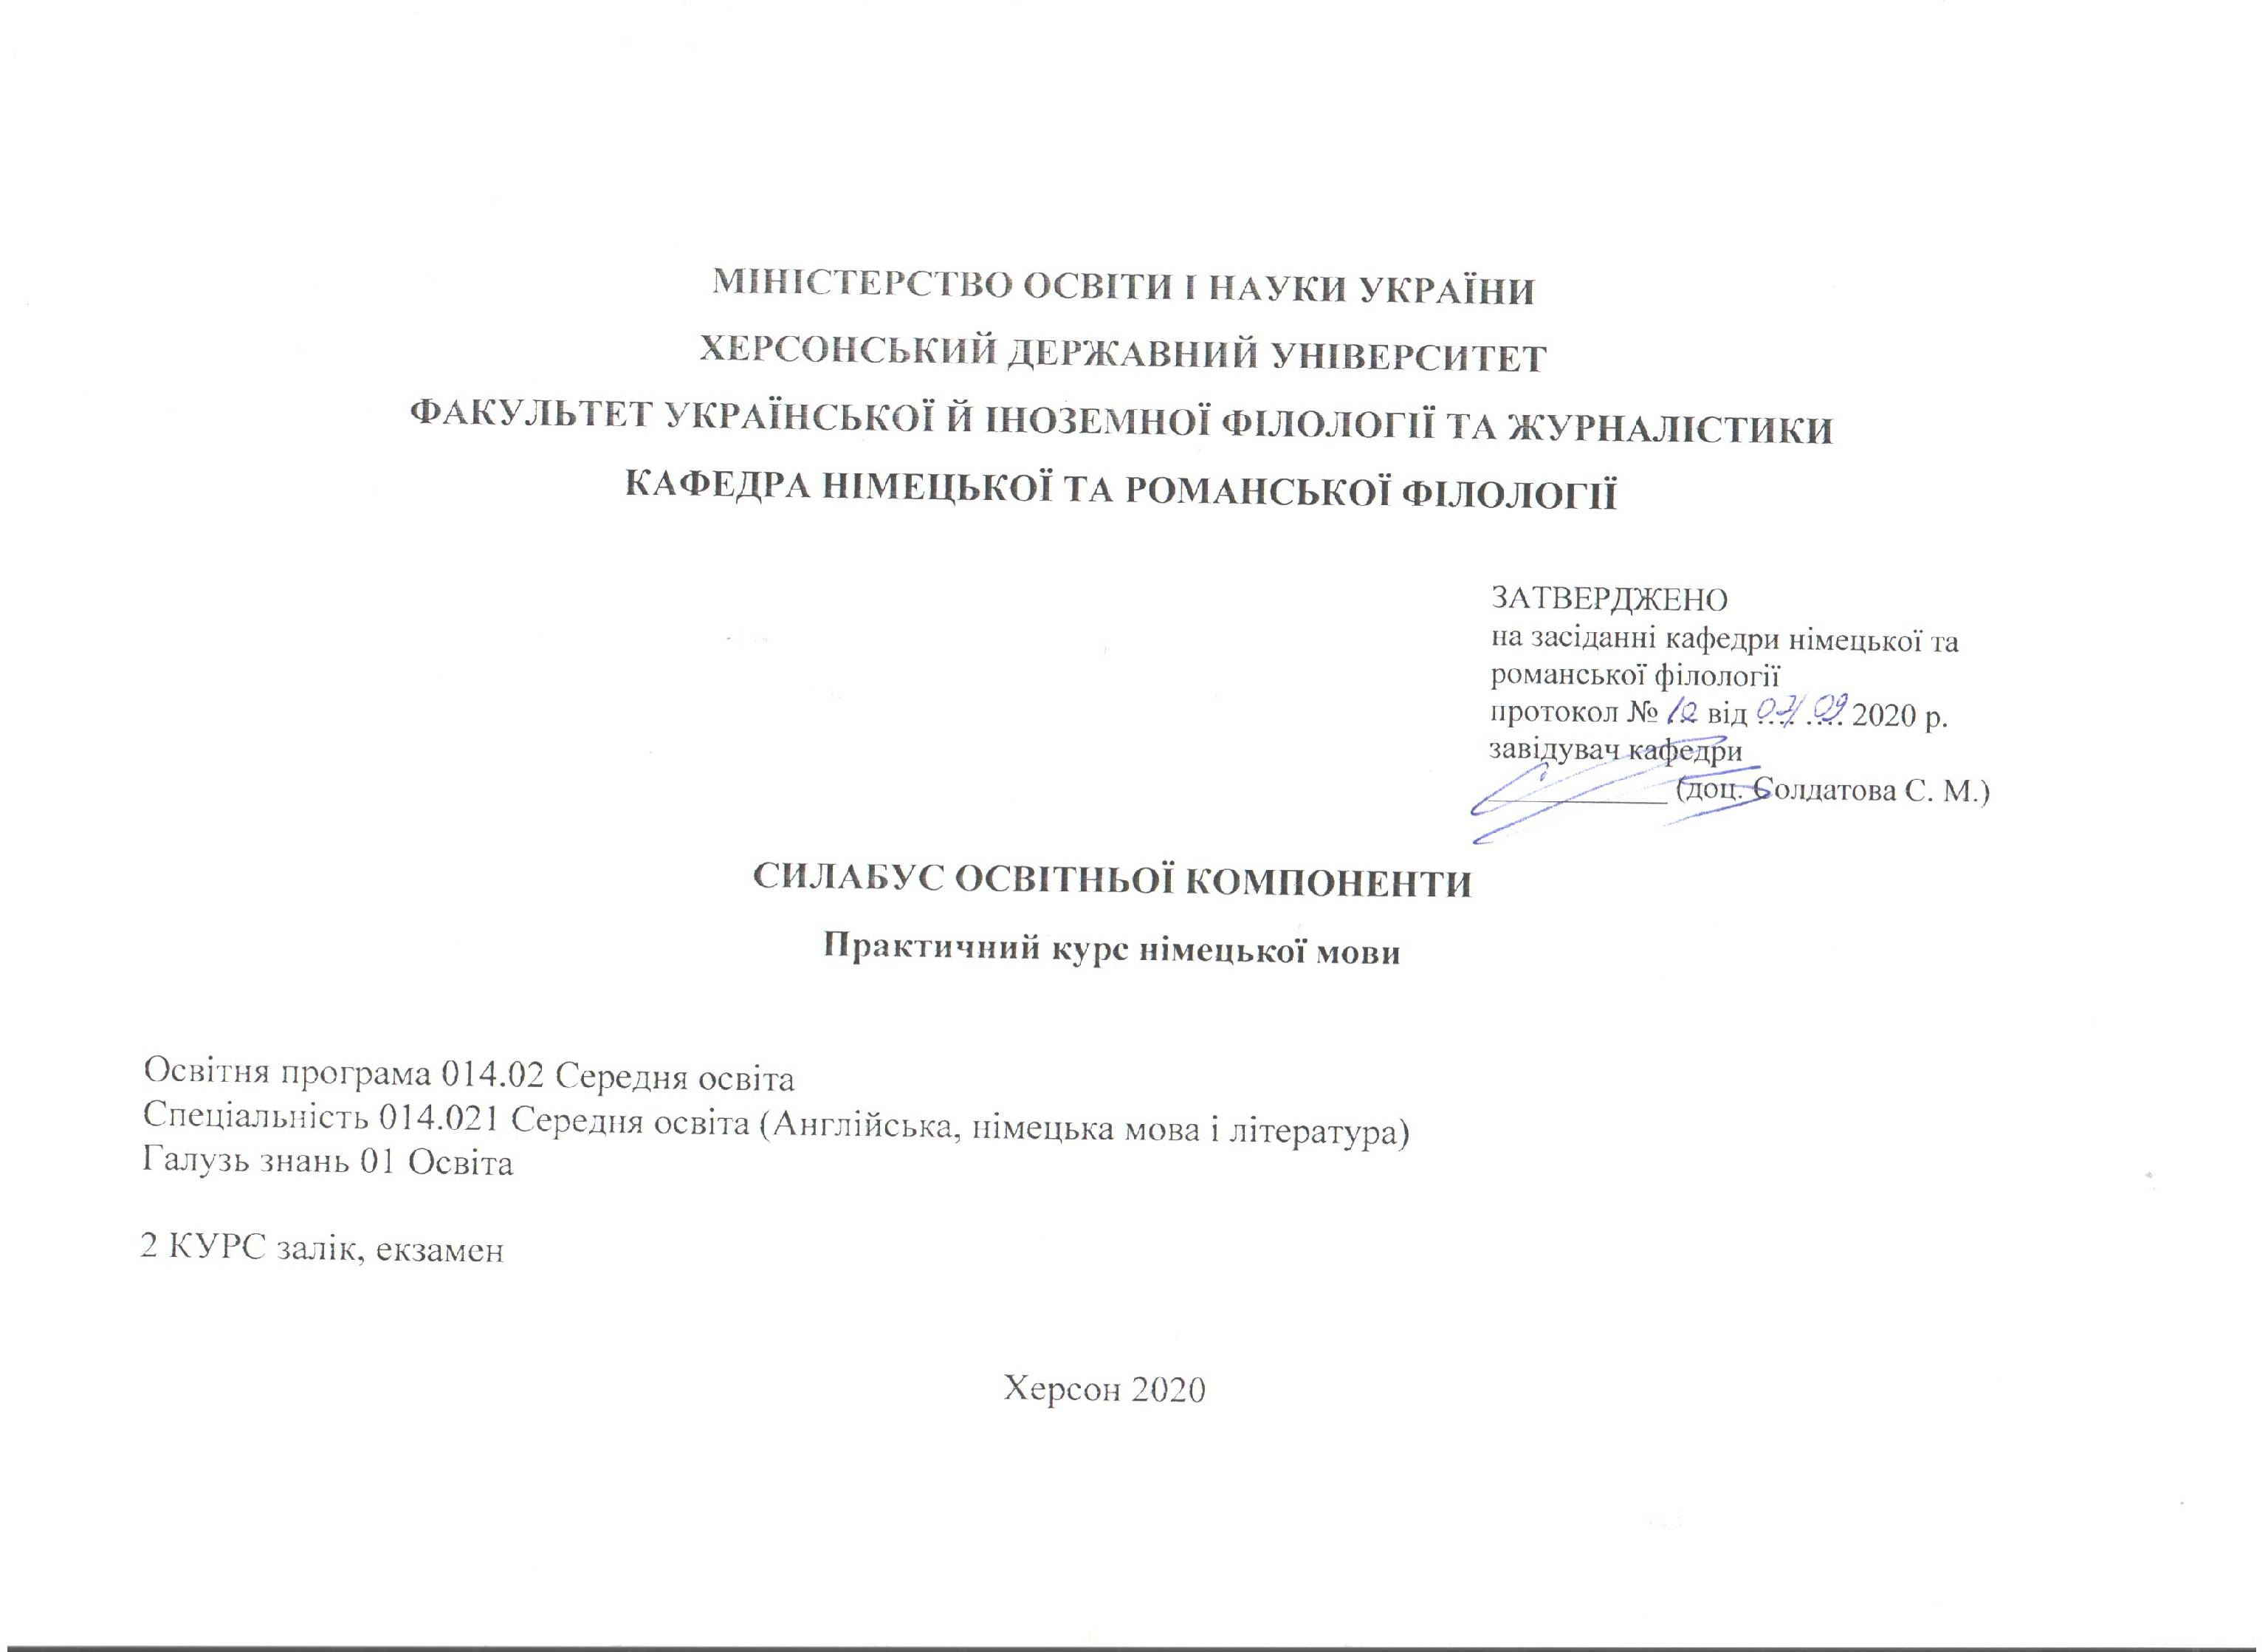 МІНІСТЕРСТВО ОСВІТИ І НАУКИ УКРАЇНИ
ХЕРСОНСЬКИЙ ДЕРЖАВНИЙ УНІВЕРСИТЕТ
ФАКУЛЬТЕТ УКРАЇНСЬКОЇ Й ІНОЗЕМНОЇ ФІЛОЛОГІЇ ТА ЖУРНАЛІСТИКИ
КАФЕДРА НІМЕЦЬКОЇ ТА РОМАНСЬКОЇ ФІЛОЛОГІЇ
ЗАТВЕРДЖЕНО
на засіданні кафедри німецької та
романської філології
протокол № від 09 2020 р.
завідувач кафедри
(доц. Солдатова С. М.)
СИЛАБУС ОСВІТНЬОЇ КОМПОНЕНТИ
Практичний курс німецької мови
Освітня програма 014.02 Середня освіта
Спеціальність 014.021 Середня освіта (Англійська, німецька мова і література)
Галузь знань 01 Освіта
2 КУРС залік, екзамен
Херсон 2020